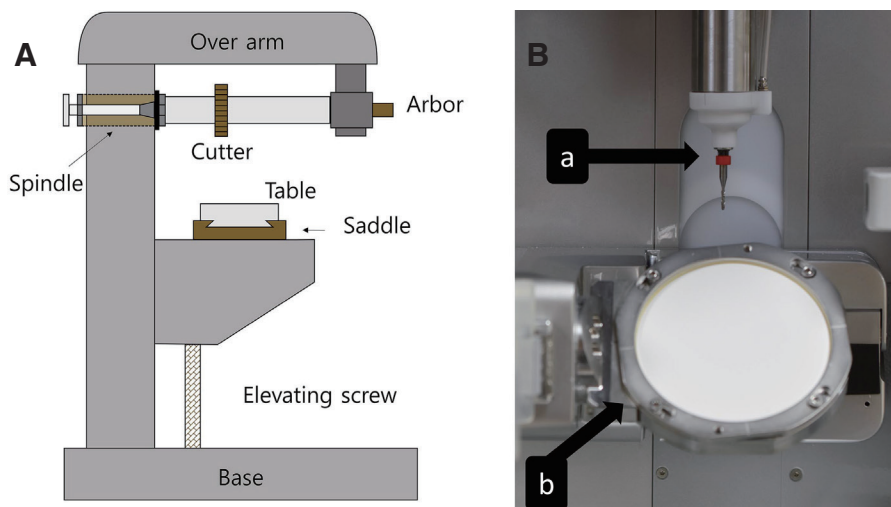 A
Over arm
Arbor
Cutter
Spindle
Table
Saddle
Elevating screw
Base
B
a
b